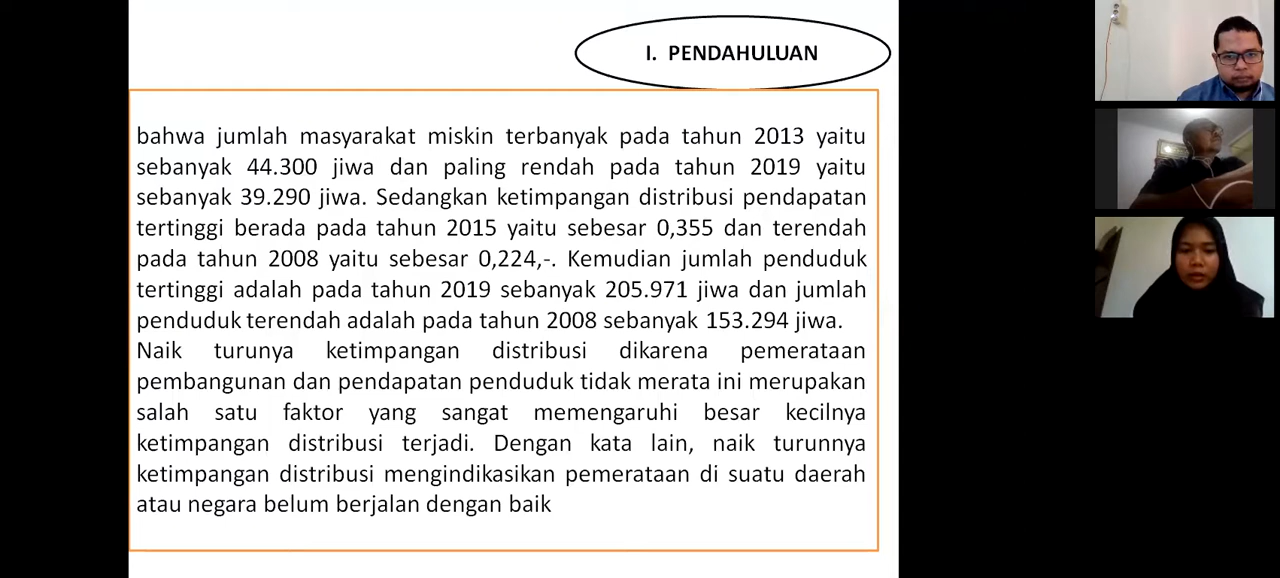 I. PENDAHULUAN
bahwa jumlah masyarakat miskin terbanyak pada tahun 2013 yaitu
sebanyak 44.300 jiwa dan paling rendah pada tahun 2019 yaitu
sebanyak 39.290 jiwa. Sedangkan ketimpangan distribusi pendapatan
tertinggi berada pada tahun 2015 yaitu sebesar 0,355 dan terendah
pada tahun 2008 yaitu sebesar 0,224,-. Kemudian jumlah penduduk
tertinggi adalah pada tahun 2019 sebanyak 205.971 jiwa dan jumlah
penduduk terendah adalah pada tahun 2008 sebanyak 153.294 jiwa.
Naik turunya ketimpangan distribusi dikarena pemerataan
pembangunan dan pendapatan penduduk tidak merata ini merupakan
salah satu faktor yang sangat memengaruhi besar kecilnya
ketimpangan distribusi terjadi. Dengan kata lain, naik turunnya
ketimpangan distribusi mengindikasikan pemerataan di suatu daerah
atau negara belum berjalan dengan baik